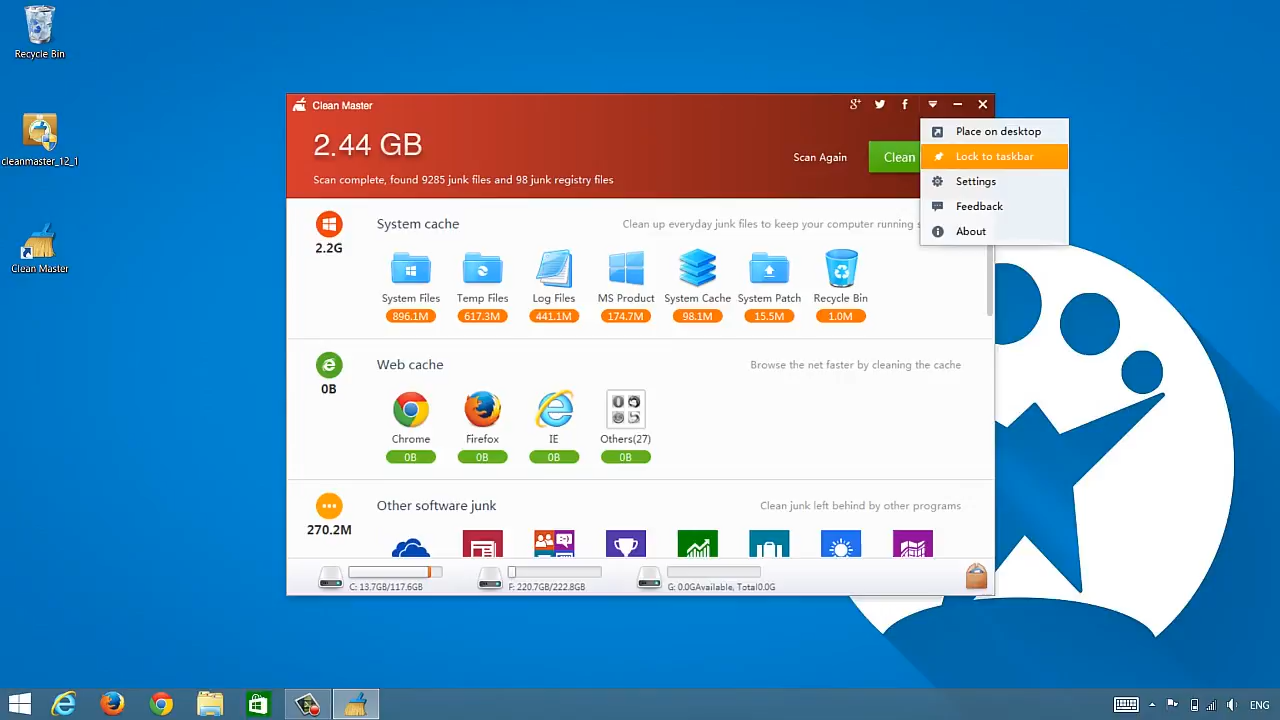 Recycle Bin
cleanmaster_12_1
Clean Master
Clean Master
2.44 GB
Scan complete, found 9285 junk files and 98 junk registry files
Scan Again
Clean
Place on desktop
Lock to taskbar
Settings
Feedback
About
2.2G
System cache
Clean up everyday junk files to keep your computer running s
System Files
Temp Files
Log Files
MS Product
System Cache
System Patch
Recycle Bin
896.1M
617.3M
441.1M
174.7M
98.1M
15.5M
1.0M
0B
Web cache
Browse the net faster by cleaning the cache
Chrome
Firefox
IE
Others(27)
0B
0B
0B
0B
270.2M
Other software junk
Clean junk left behind by other programs
C: 13.7GB/117.6GB
F: 220.7GB/222.8GB
G: 0.0GAvailable, Total0.0G
ENG